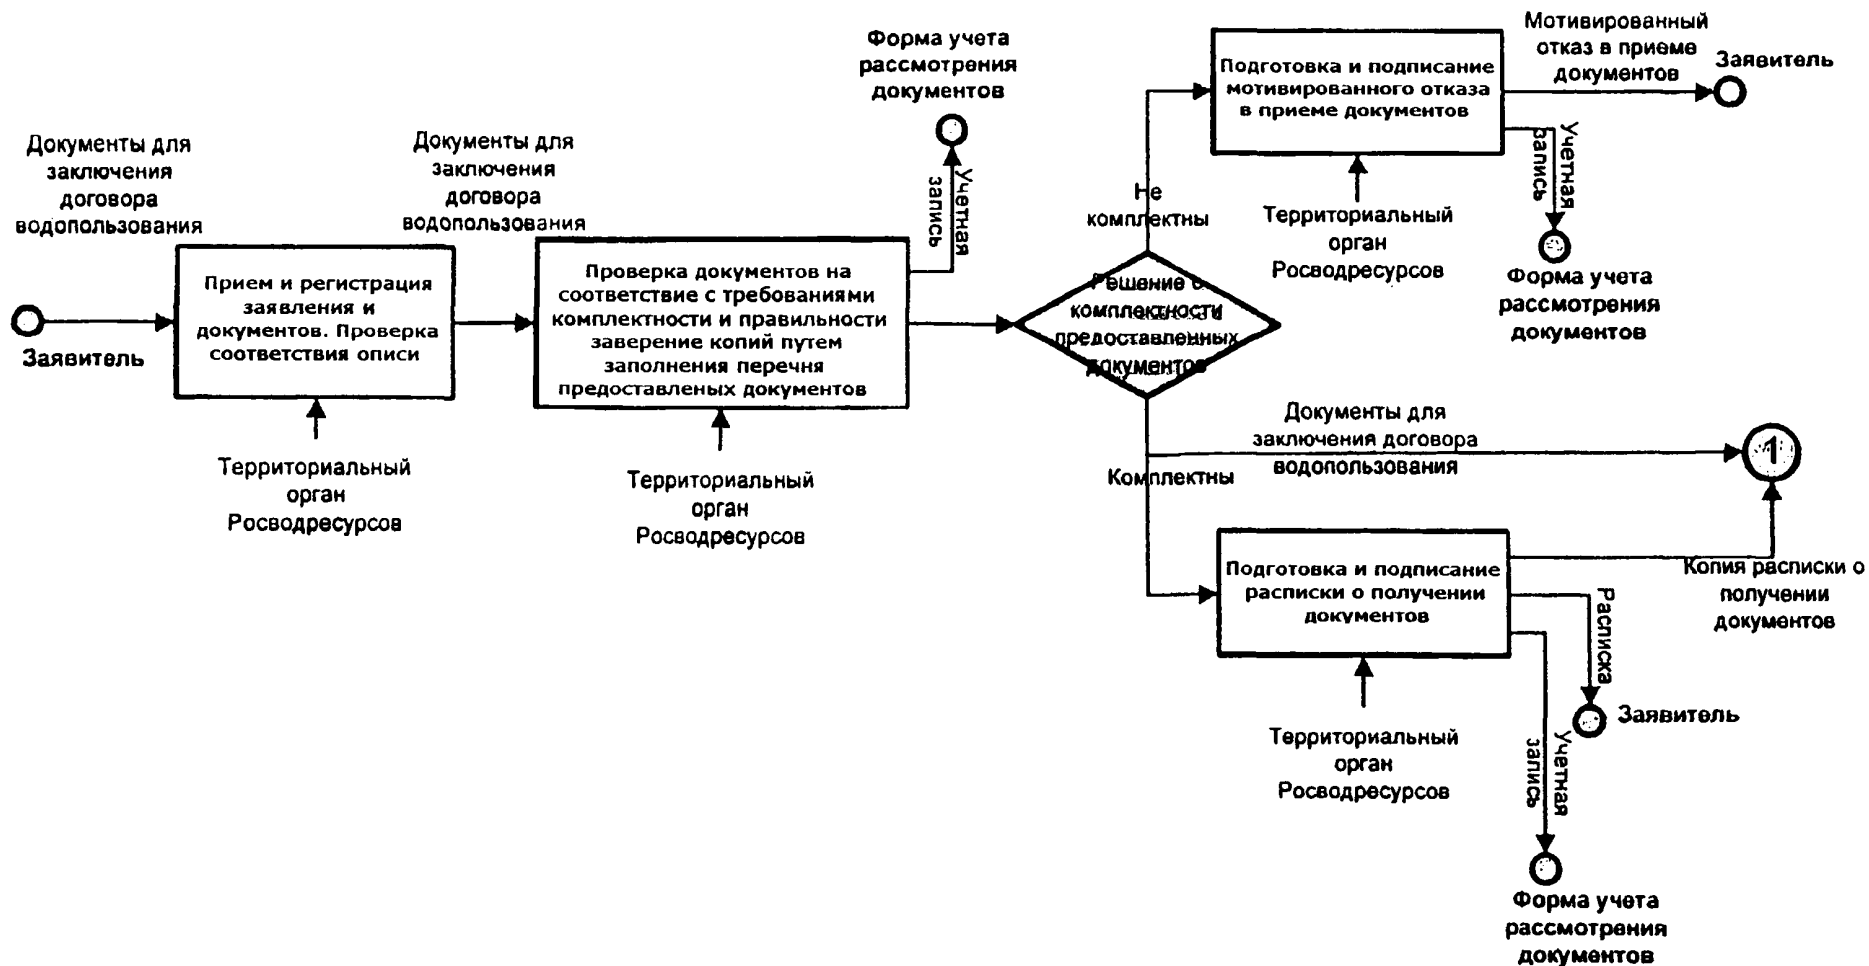 Документы для
заключения
договора
водопользования
Заявитель
Прием и регистрация
заявления и
документов. Проверка
соответствия описи
Территориальный
орган
Росводресурсов
Документы для
заключения
договора
водопользования
Проверка документов на
соответствие с требованиями
комплектности и правильности
заверение копий путем
заполнения перечня
предоставленых документов
Территориальный
орган
Росводресурсов
Форма учета
рассмотрения
документов
Учетная
запись
Решение о
комплектности
предоставленных
документов
Не
комплектны
Подготовка и подписание
мотивированного отказа
в приеме документов
Территориальный
орган
Росводресурсов
Мотивированный
отказ в приеме
документов
Заявитель
Учетная
запись
Форма учета
рассмотрения
документов
Комплектны
Документы для
заключения договора
водопользования
1
Подготовка и подписание
расписки о получении
документов
Территориальный
орган
Росводресурсов
Копия расписки о
получении
документов
Расписка
Заявитель
Учетная
запись
Форма учета
рассмотрения
документов